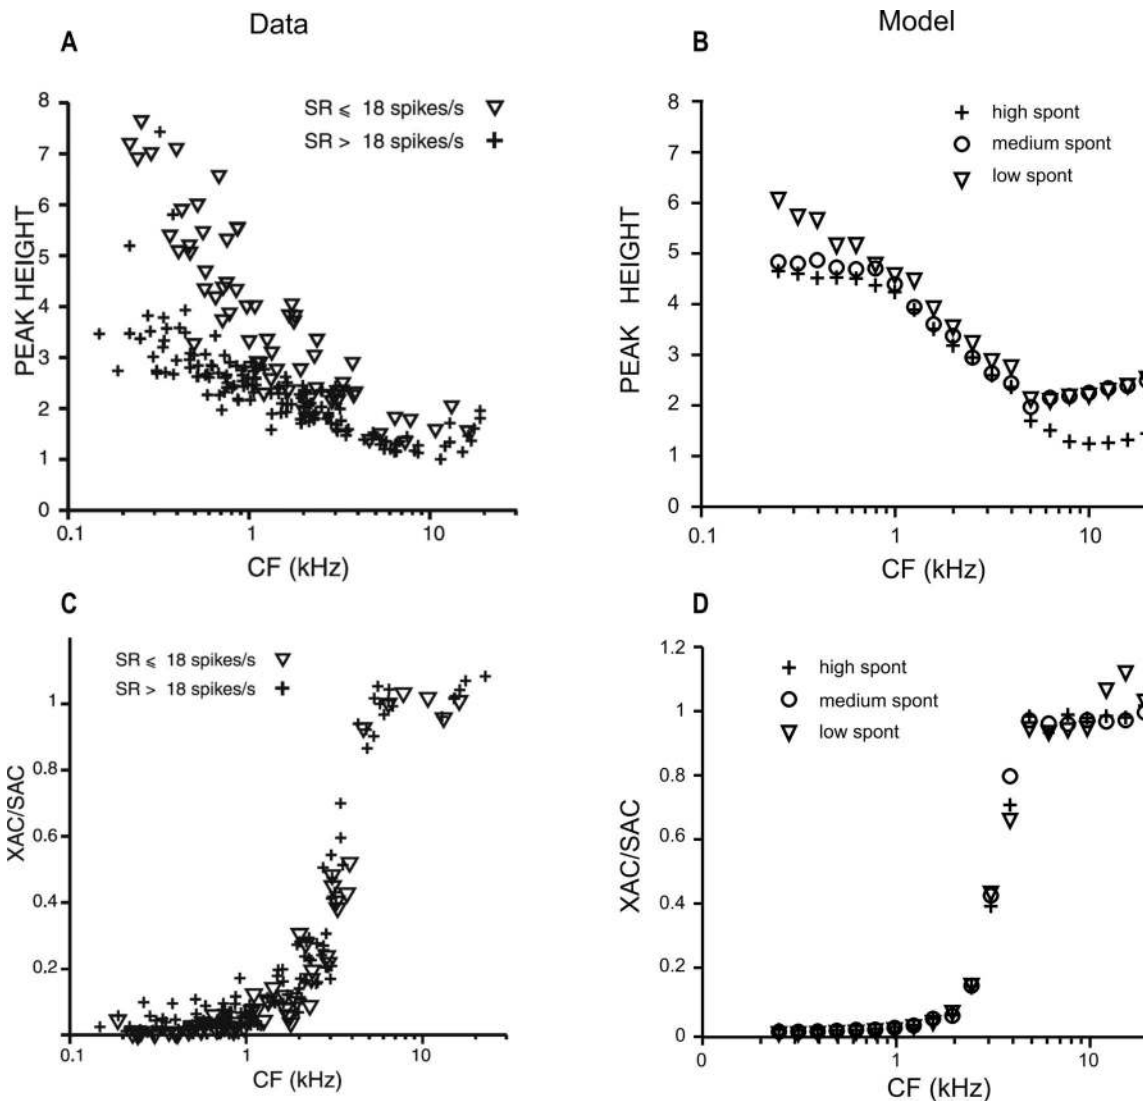 Data
Model
A
B
SR ⩽ 18 spikes/s
SR > 18 spikes/s
8
7
6
5
4
3
2
1
0
PEAK HEIGHT
0.1
1
10
CF (kHz)
high spont
medium spont
low spont
8
7
6
5
4
3
2
1
0
PEAK HEIGHT
0.1
1
10
CF (kHz)
C
D
SR ⩽ 18 spikes/s
SR > 18 spikes/s
1
0.8
0.6
0.4
0.2
XAC/SAC
0.1
1
10
CF (kHz)
high spont
medium spont
low spont
1.2
1
0.8
0.6
0.4
0.2
0
XAC/SAC
0
1
10
CF (kHz)